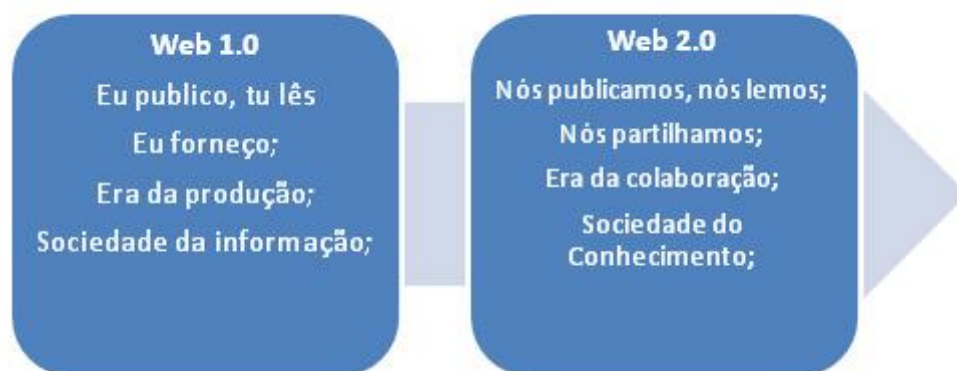 Web 1.0
Eu publico, tu lês
Eu forneço;
Era da produção;
Sociedade da informação;
Web 2.0
Nós publicamos, nós lemos;
Nós partilhamos;
Era da colaboração;
Sociedade do
Conhecimento;